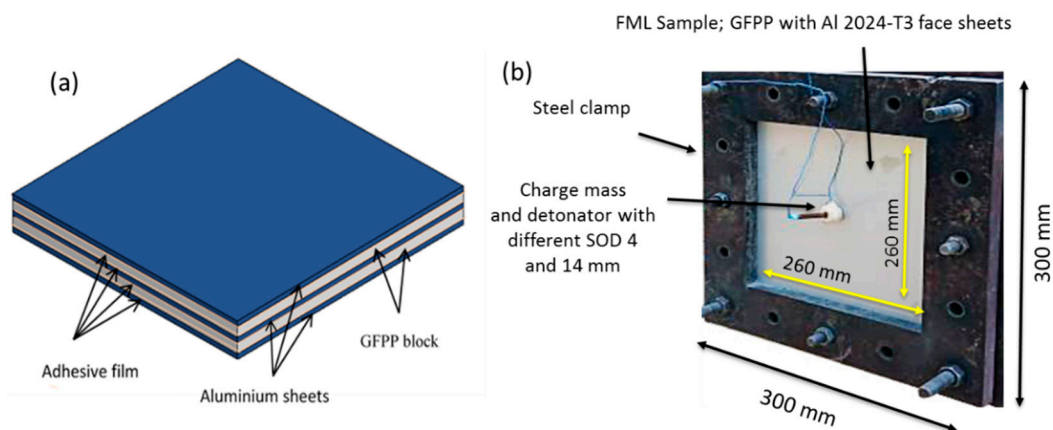 (a)
Adhesive film
Aluminium sheets
GFPP block
(b)
FML Sample; GFPP with Al 2024-T3 face sheets
Steel clamp
Charge mass
and detonator with
different SOD 4
and 14 mm
260 mm
260 mm
300 mm
300 mm